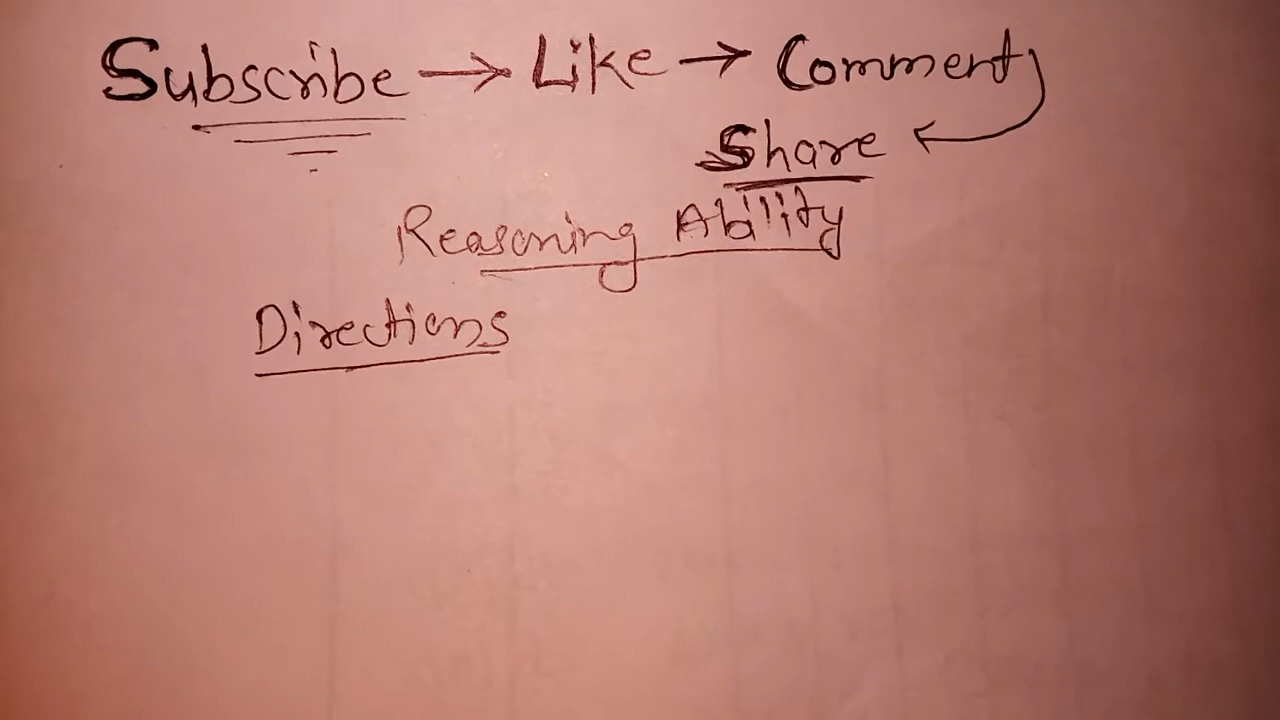 Subscribe → Like → Comment
Share ←
Reasoning Ability
Directions